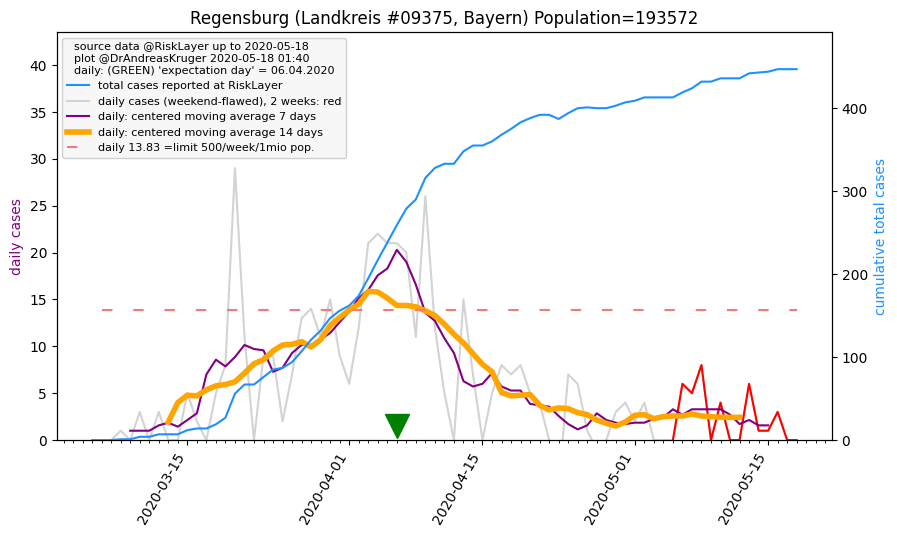 Regensburg (Landkreis #09375, Bayern) Population=193572
source data @RiskLayer up to 2020-05-18
plot @DrAndreasKruger 2020-05-18 01:40
daily: (GREEN) 'expectation day' = 06.04.2020
total cases reported at RiskLayer
daily cases (weekend-flawed), 2 weeks: red
daily: centered moving average 7 days
daily: centered moving average 14 days
daily 13.83 =limit 500/week/1mio pop.
daily cases
40
35
30
25
20
15
10
5
0
cumulative total cases
400
300
200
100
0
2020-03-15
2020-04-01
2020-04-15
2020-05-01
2020-05-15